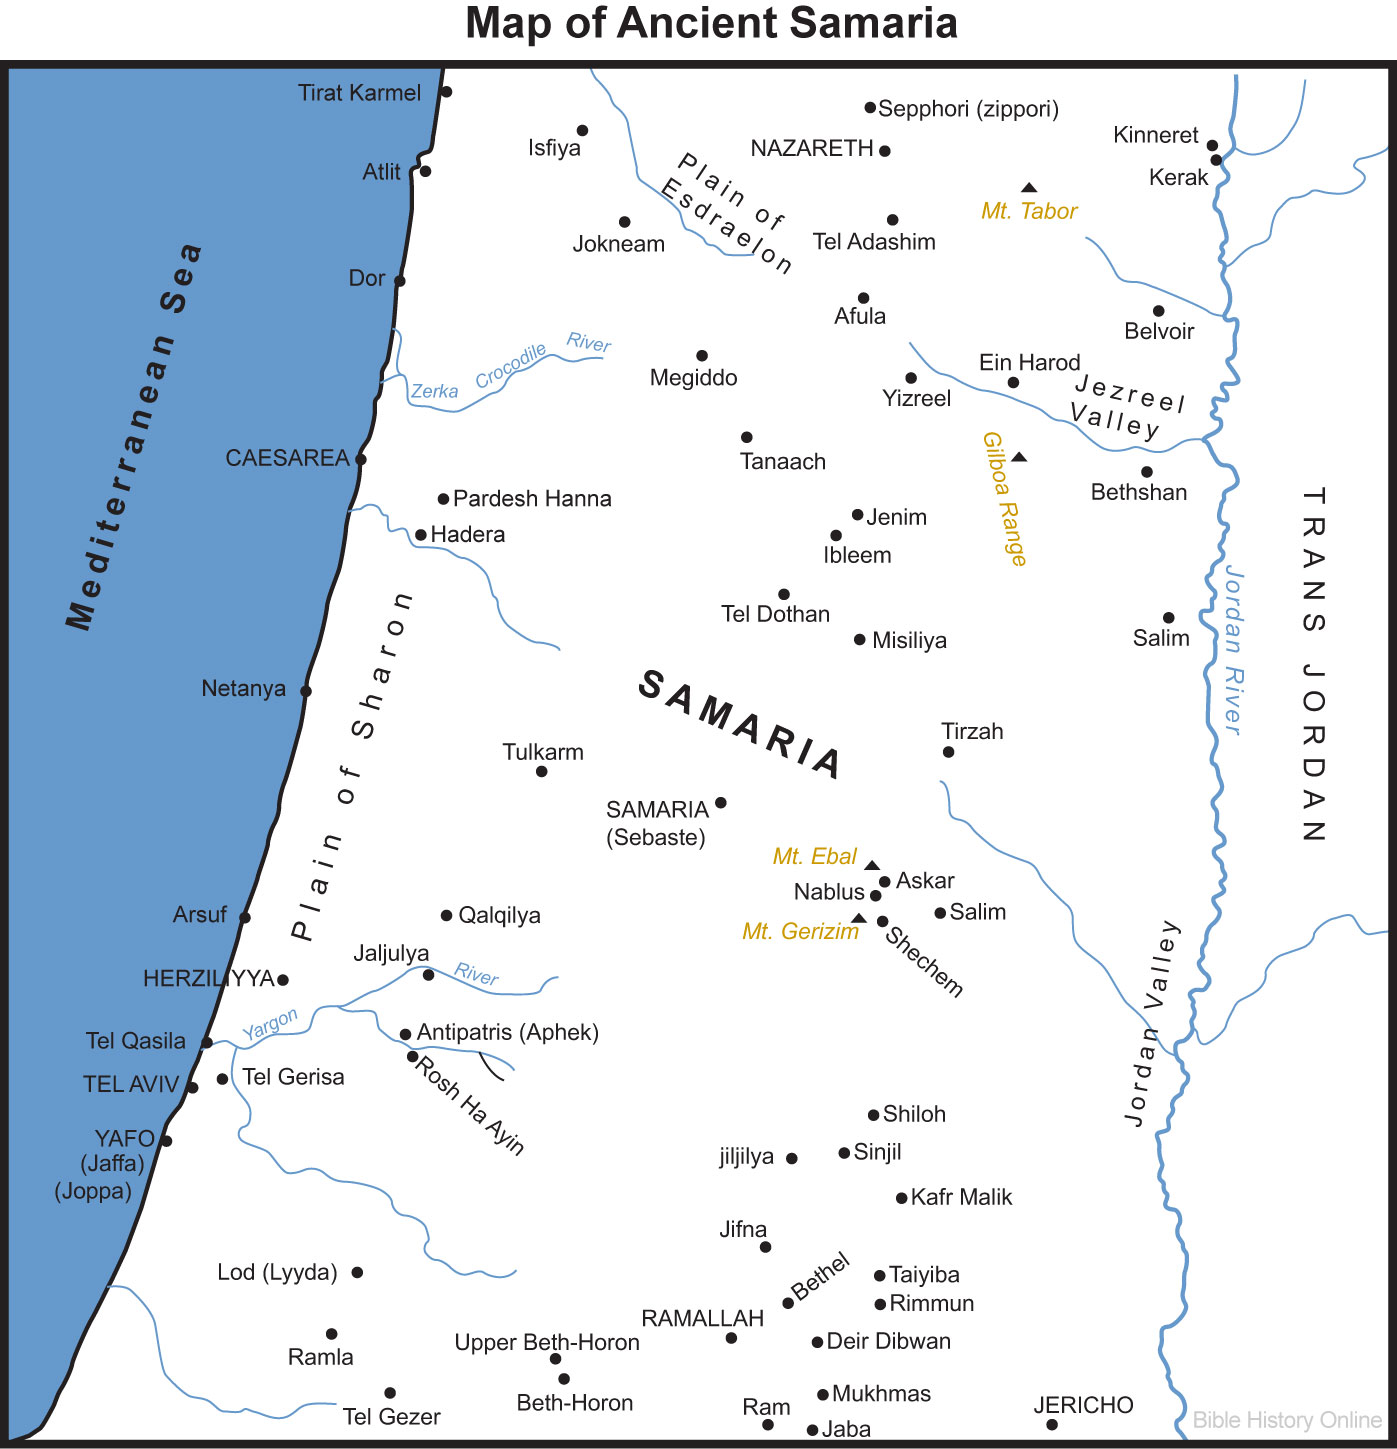 Map of Ancient Samaria
Tirat Karmel
Sepphori (zippori)
Isfiya
NAZARETH
Kinneret
Kerak
Atlit
Plain of
Esdraelon
Mt. Tabor
Jokneam
Tel Adashim
Mediterranean Sea
Dor
Afula
Belvoir
Zerka Crocodile River
Megiddo
Yizreel
Ein Harod
Jezreel
Valley
CAESAREA
Tanaach
Gilboa Range
Bethshan
Pardesh Hanna
Hadera
Jenim
Ibleem
TRANS JORDAN
Tel Dothan
Misiliya
Salim
Jordan River
Plain of Sharon
Netanya
SAMARIA
Tirzah
Tulkarm
SAMARIA
(Sebaste)
Mt. Ebal
Askar
Nablus
Salim
Mt. Gerizim
Shechem
Arsuf
Qalqilya
Jaljulya
HERZILIYYA
Yargon River
Jordan Valley
Tel Qasila
Antipatris (Aphek)
Rosh Ha Ayin
TEL AVIV
Tel Gerisa
YAFO
(Jaffa)
(Joppa)
Shiloh
jiljilya
Sinjil
Kafr Malik
Jifna
Lod (Lyyda)
Bethel
Taiyiba
Rimmun
RAMALLAH
Upper Beth-Horon
Deir Dibwan
Ramla
Beth-Horon
Mukhmas
Tel Gezer
Ram
Jaba
JERICHO
Bible History Online